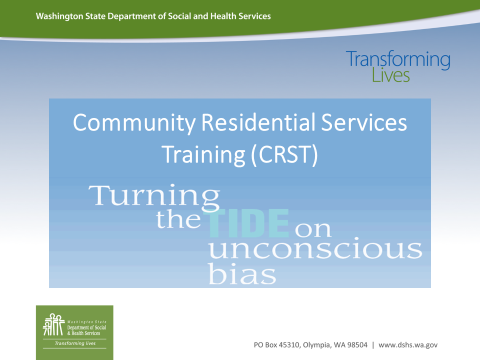 Washington State Department of Social and Health Services
Transforming
Lives
Community Residential Services
Training (CRST)
Turning
the TIDE on
unconscious
bias
Washington State
Department of Social
& Health Services
Transforming lives
PO Box 45310, Olympia, WA 98504 | www.dshs.wa.gov